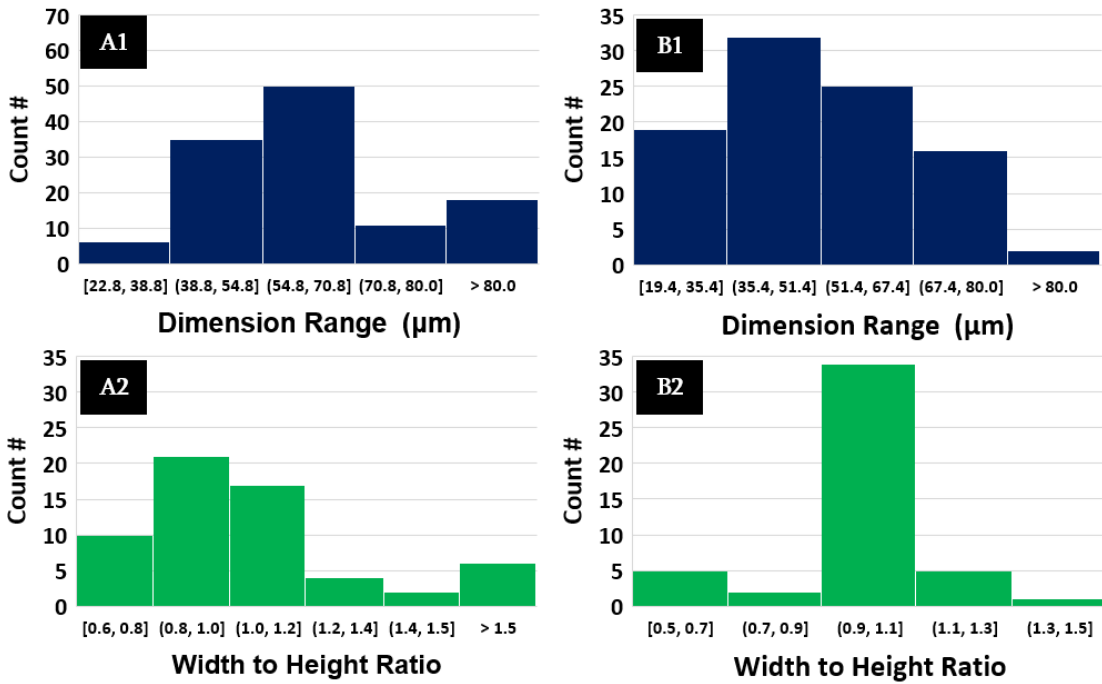 A1
70
60
50
40
30
20
10
0
Count #
[22.8, 38.8] (38.8, 54.8] (54.8, 70.8] (70.8, 80.0] > 80.0
Dimension Range (µm)
B1
35
30
25
20
15
10
5
0
Count #
[19.4, 35.4] (35.4, 51.4] (51.4, 67.4] (67.4, 80.0] > 80.0
Dimension Range (µm)
A2
35
30
25
20
15
10
5
0
Count #
[0.6, 0.8] (0.8, 1.0] (1.0, 1.2] (1.2, 1.4] (1.4, 1.5] > 1.5
Width to Height Ratio
B2
35
30
25
20
15
10
5
0
Count #
[0.5, 0.7] (0.7, 0.9] (0.9, 1.1] (1.1, 1.3] (1.3, 1.5]
Width to Height Ratio